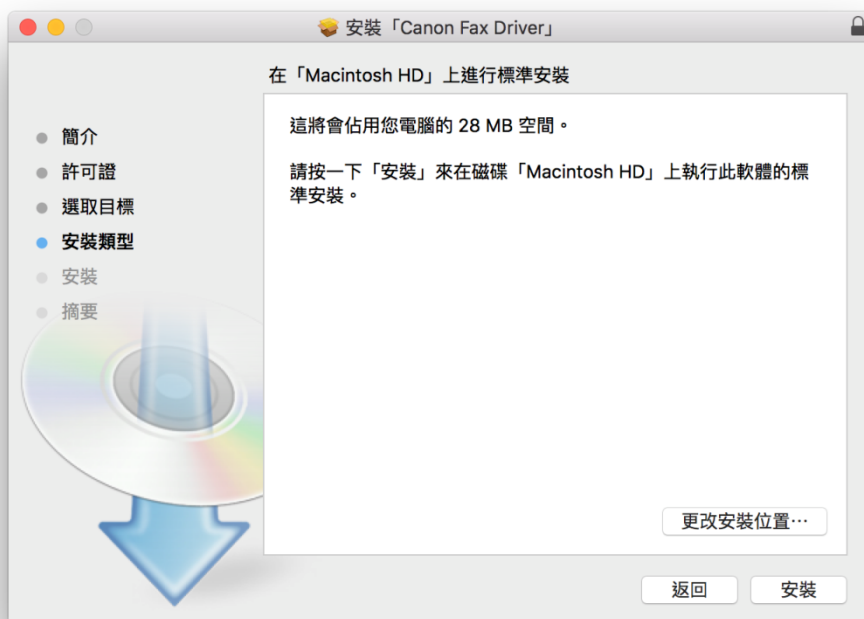 安裝「Canon Fax Driver」
在「Macintosh HD」上進行標準安裝
簡介
許可證
選取目標
安裝類型
安裝
摘要
這將會佔用您電腦的 28 MB 空間。
請按一下「安裝」來在磁碟「Macintosh HD」上執行此軟體的標
準安裝。
更改安裝位置⋯
返回
安裝